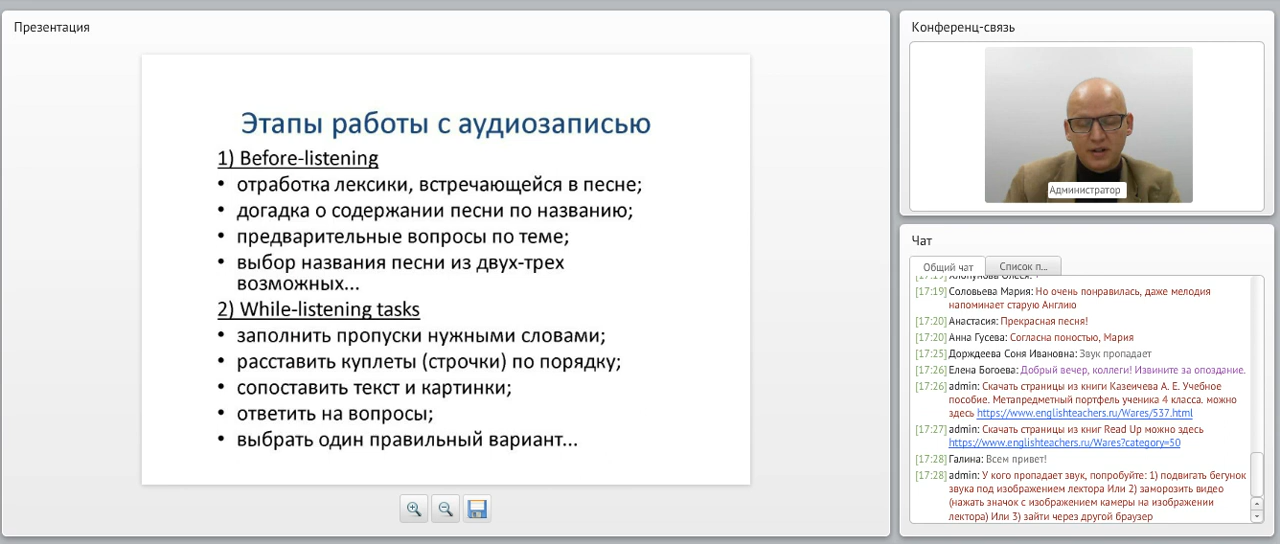 Презентация
Этапы работы с аудиозаписью
1) Before-listening
• отработка лексики, встречающейся в песне;
• догадка о содержании песни по названию;
• предварительные вопросы по теме;
• выбор названия песни из двух-трех
возможных...
2) While-listening tasks
• заполнить пропуски нужными словами;
• расставить куплеты (строчки) по порядку;
• сопоставить текст и картинки;
• ответить на вопросы;
• выбрать один правильный вариант...
Конференц-связь
Администратор
Чат
Общий чат
Список п...
[17:19] Соловьева Мария: Но очень понравилась, даже мелодия
напоминает старую Англию
[17:20] Анастасия: Прекрасная песня!
[17:20] Анна Гусева: Согласна поностью, Мария
[17:25] Дорждеева Соня Ивановна: Звук пропадает
[17:26] Елена Богоева: Добрый вечер, коллеги! Извините за опоздание.
[17:26] admin: Скачать страницы из книги Казеичева А. Е. Учебное
пособие. Метапредметный портфель ученика 4 класса. можно
здесь https://www.englishteachers.ru/Wares/537.html
[17:27] admin: Скачать страницы из книг Read Up можно здесь
https://www.englishteachers.ru/Wares?category=50
[17:28] Галина: Всем привет!
[17:28] admin: У кого пропадает звук, попробуйте: 1) подвигать бегунок
звука под изображением лектора Или 2) заморозить видео
(нажать значок с изображением камеры на изображении
лектора) Или 3) зайти через другой браузер